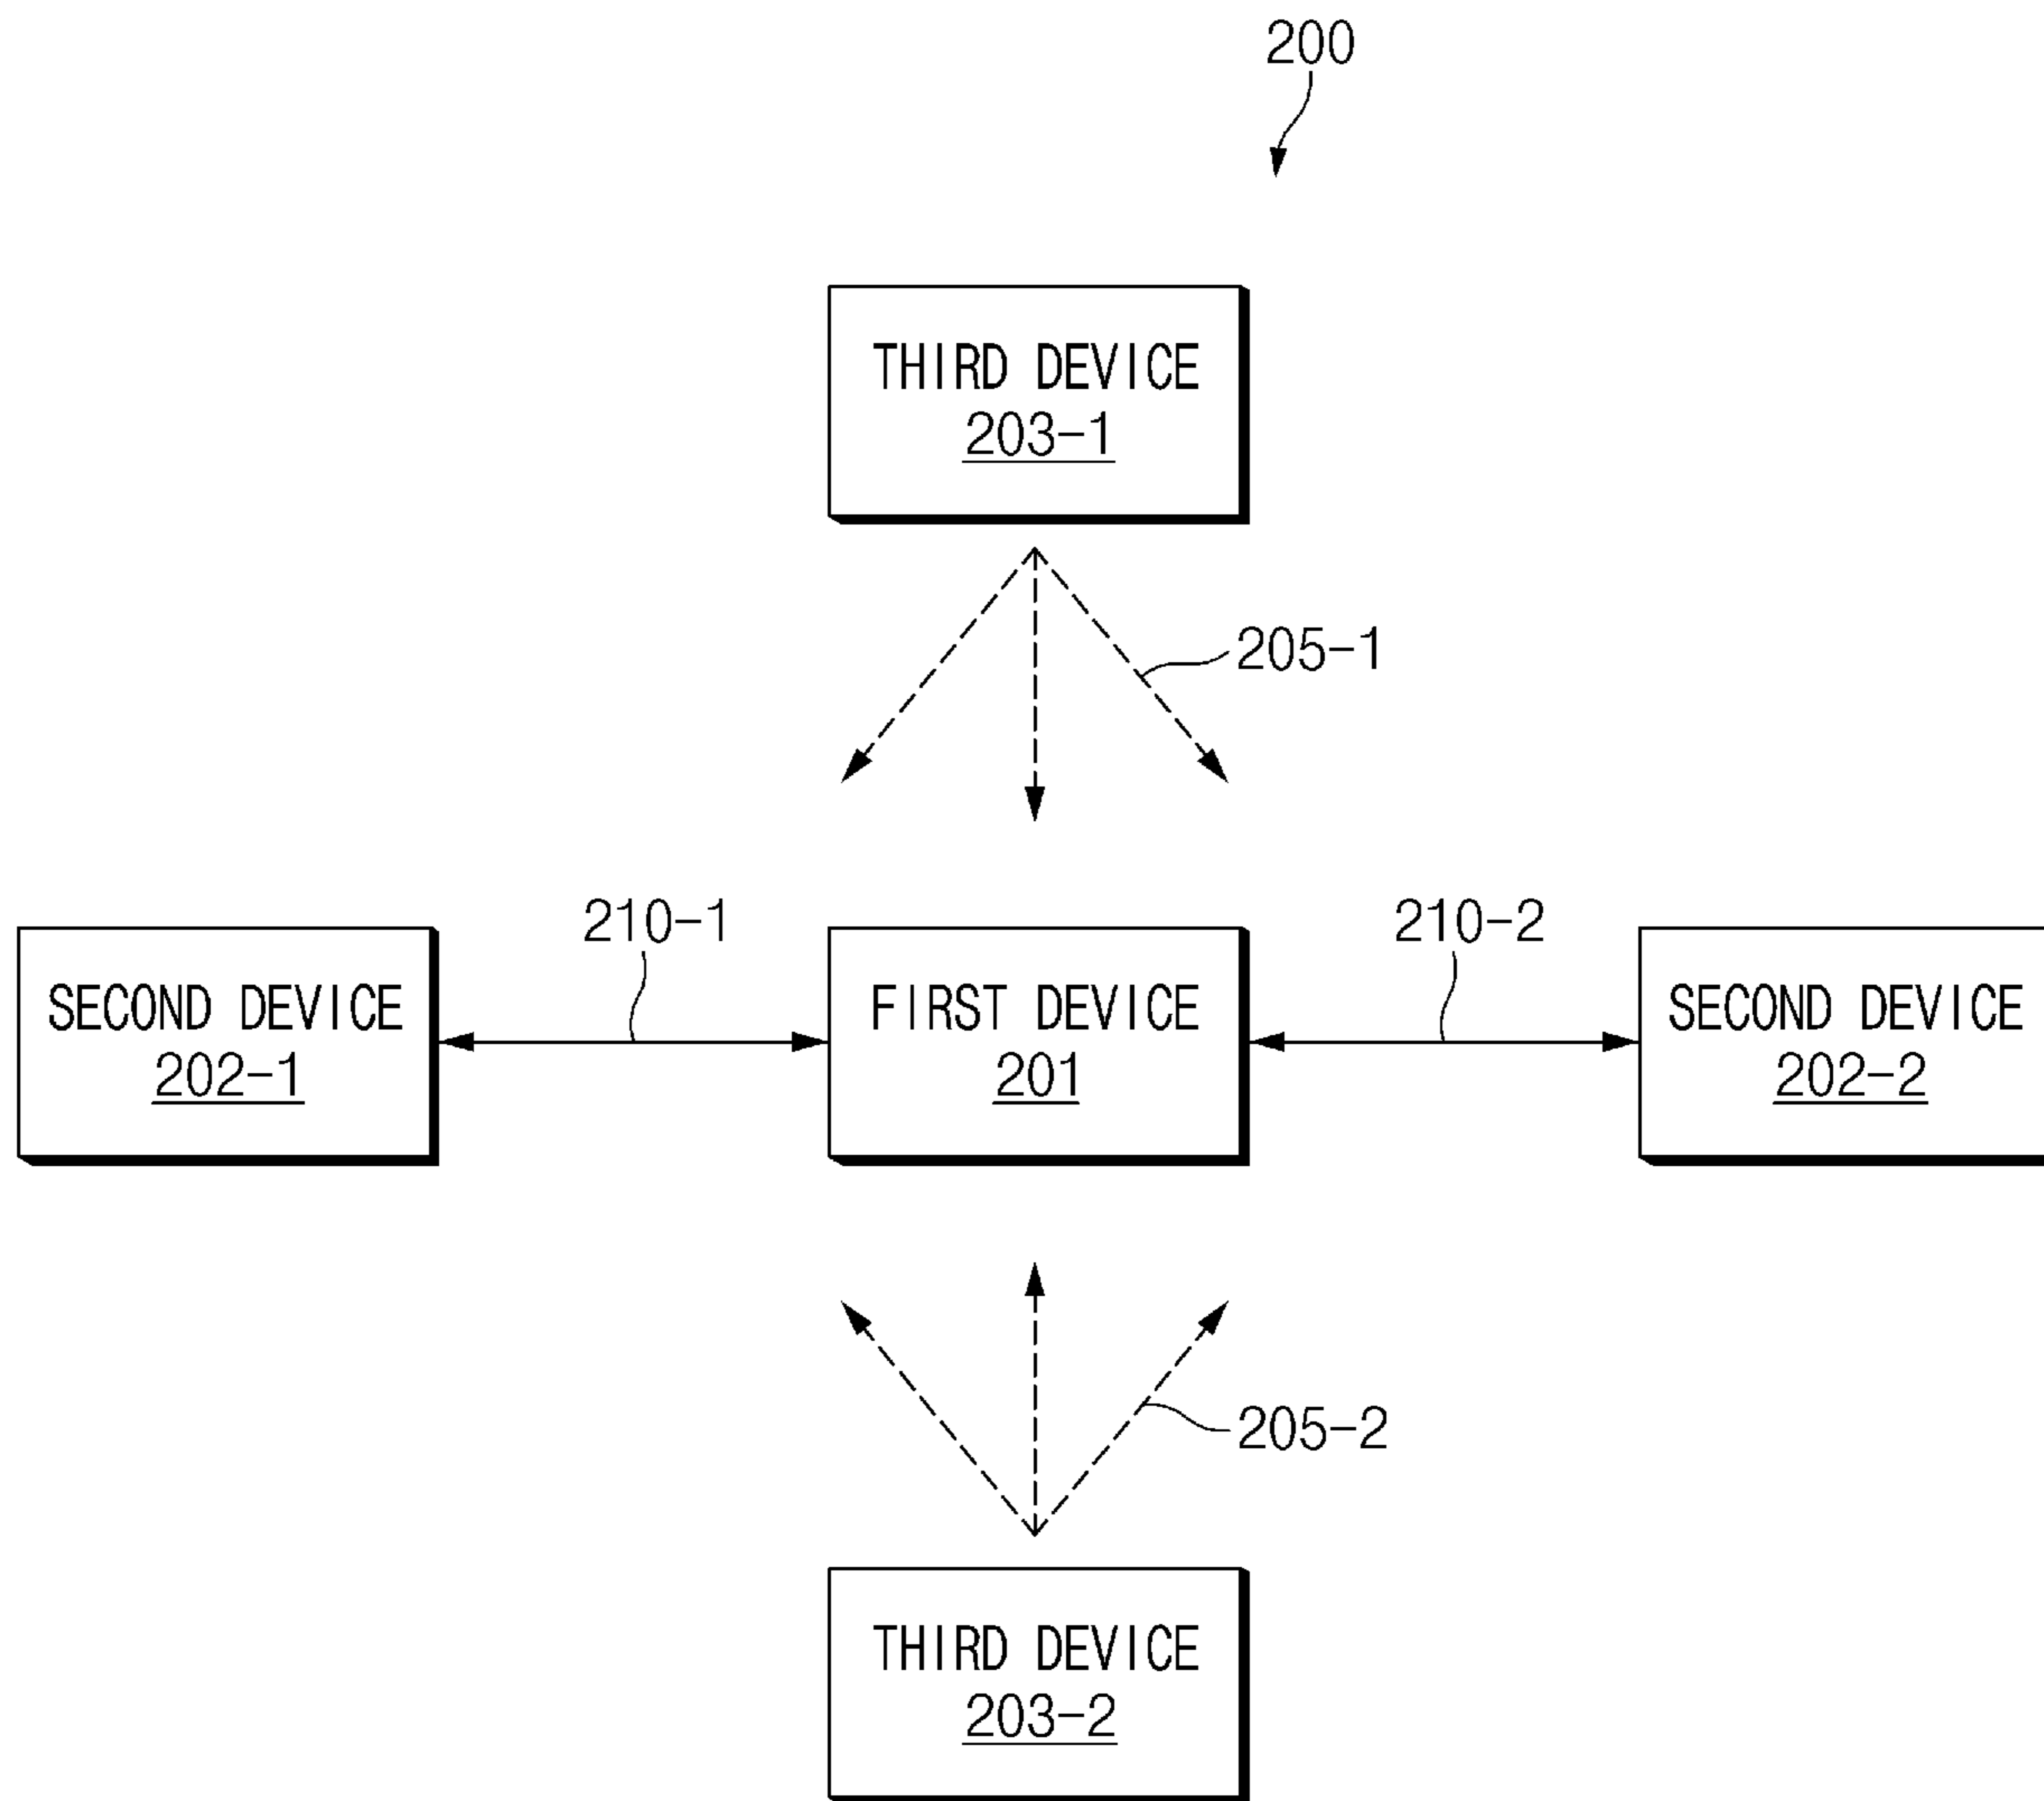 200
THIRD DEVICE
203-1
205-1
210-1
210-2
SECOND DEVICE
202-1
FIRST DEVICE
201
SECOND DEVICE
202-2
205-2
THIRD DEVICE
203-2